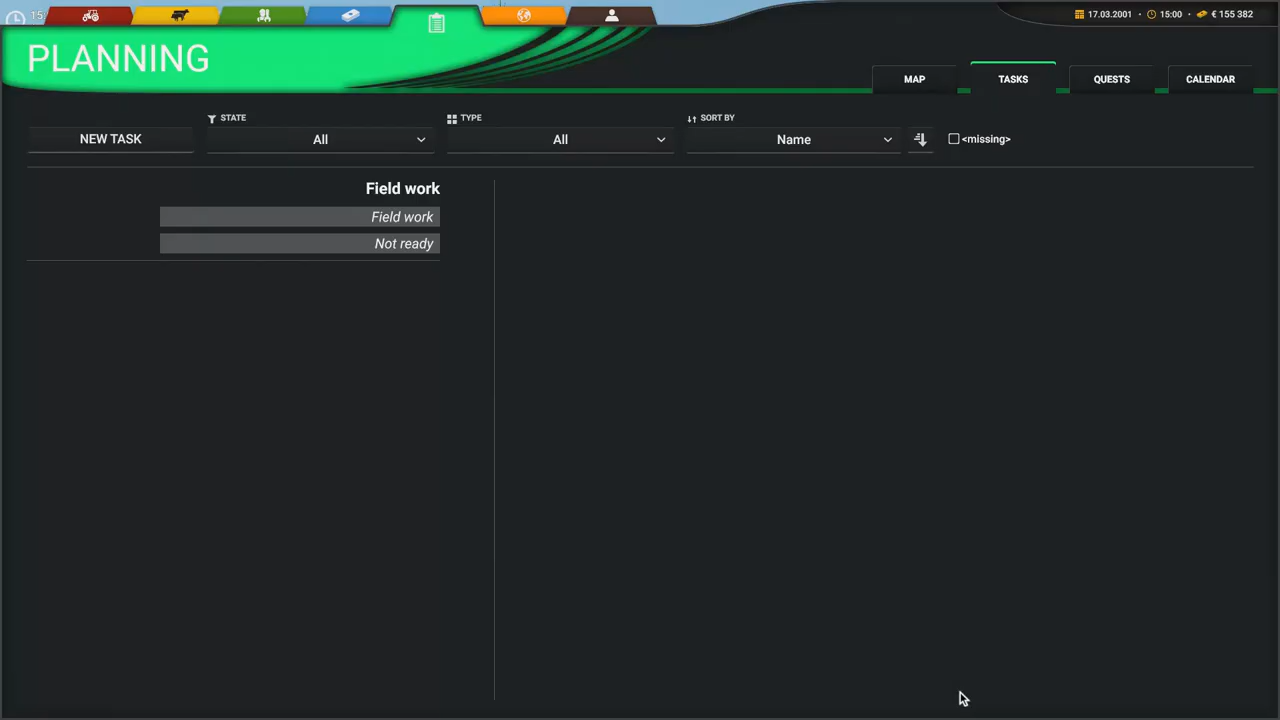 15
17.03.2001 · 15:00 · € 155 382
PLANNING
MAP
TASKS
QUESTS
CALENDAR
STATE
TYPE
SORT BY
NEW TASK
All
All
Name
<missing>
Field work
Field work
Not ready